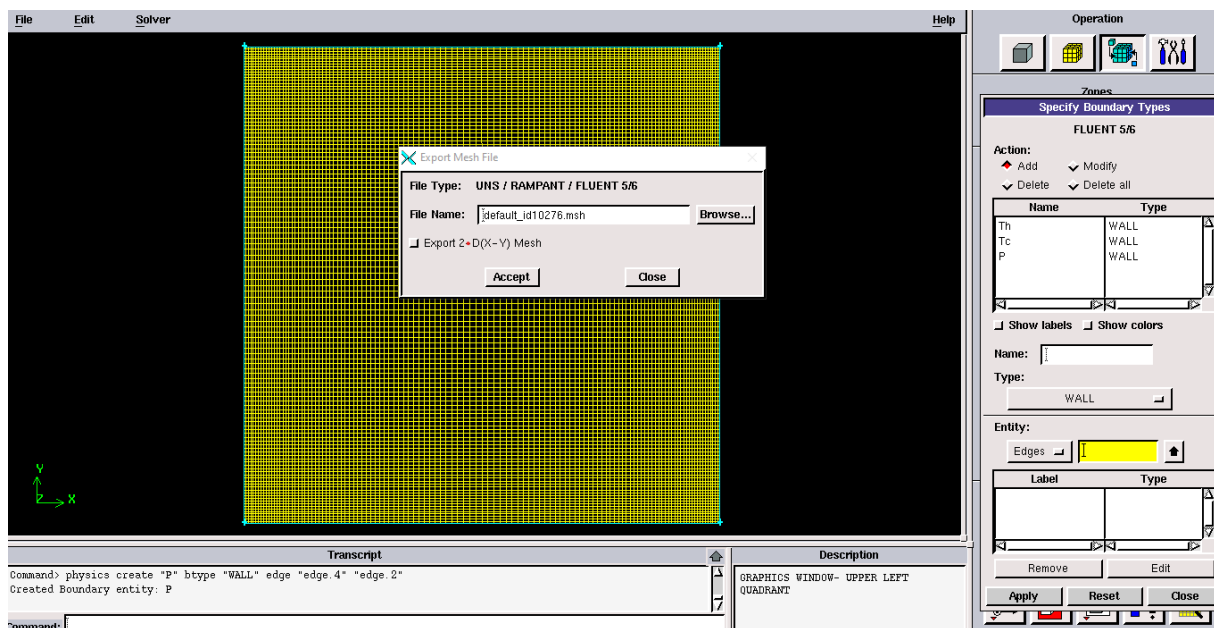 File Edit Solver Help
Operation
Zones
Specify Boundary Types
FLUENT 5/6
Action:
Add Modify
Delete Delete all
Name Type
Th WALL
Tc WALL
P WALL
Show labels Show colors
Name:
Type:
WALL
Entity:
Edges
Label Type
Remove Edit
Apply Reset Close
Export Mesh File
File Type: UNS / RAMPANT / FLUENT 5/6
File Name: default_id10276.msh Browse...
Export 2-D(X-Y) Mesh
Accept Close
Y
Z X
Transcript
Command> physics create "P" btype "WALL" edge "edge.4" "edge.2"
Created Boundary entity: P
Command:
Description
GRAPHICS WINDOW- UPPER LEFT
QUADRANT